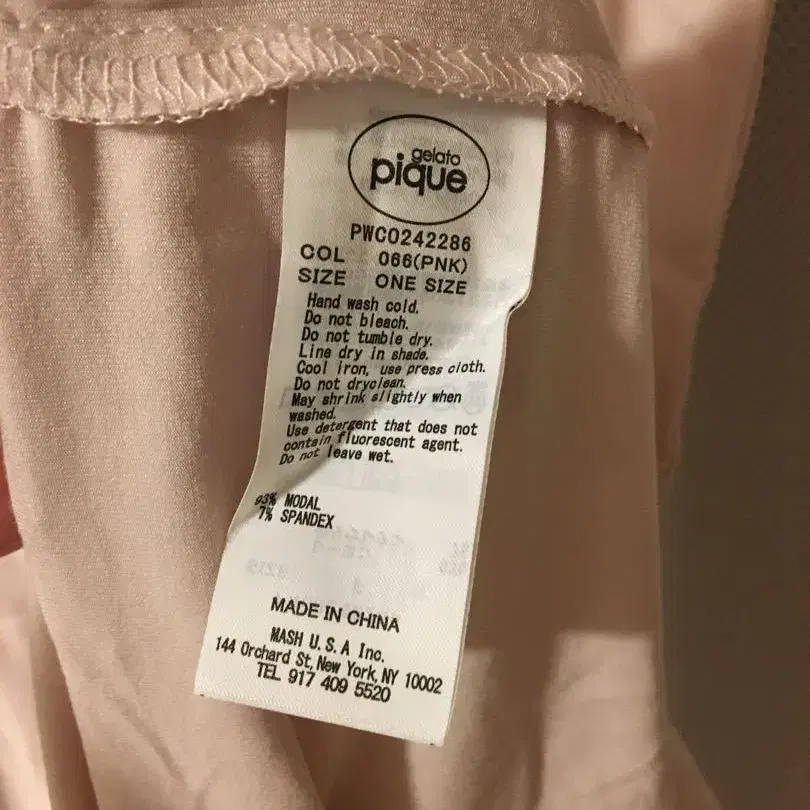 gelato
pique
PWCO242286
COL 066(PNK)
SIZE ONE SIZE
Hand wash cold.
Do not bleach.
Do not tumble dry.
Line dry in shade.
Cool iron, use press cloth.
Do not dryclean.
May shrink slightly when
washed.
Use detergent that does not
contain fluorescent agent.
Do not leave wet.
93% MODAL
7% SPANDEX
MADE IN CHINA
MASH U.S.A Inc.
144 Orchard St, New York, NY 10002
TEL 917 409 5520